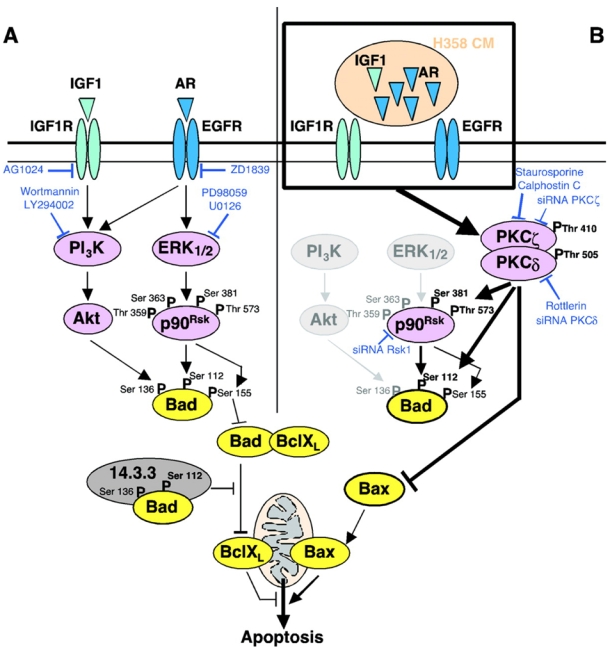 A
B
H358 CM
IGF1
AR
IGF1
AR
IGF1R
EGFR
IGF1R
EGFR
AG1024
ZD1839
Wortmannin
LY294002
PD98059
U0126
Staurosporine
Calphostin C
siRNA PKCζ
PThr 410
PKCζ
PI3K
ERK1/2
PI3K
ERK1/2
PKCδ
PThr 505
Rottlerin
siRNA PKCδ
Akt
Ser 363 P
P Ser 381
Thr 359 P
P Thr 573
p90Rsk
Akt
Ser 363 P
P Ser 381
Thr 359 P
P Thr 573
p90Rsk
siRNA Rsk1
Ser 136 P
P Ser 112
P Ser 155
Bad
Ser 136 P
P Ser 112
P Ser 155
Bad
Bad
BclXL
14.3.3
Ser 136 P
P Ser 112
Bad
Bax
BclXL
Bax
Apoptosis